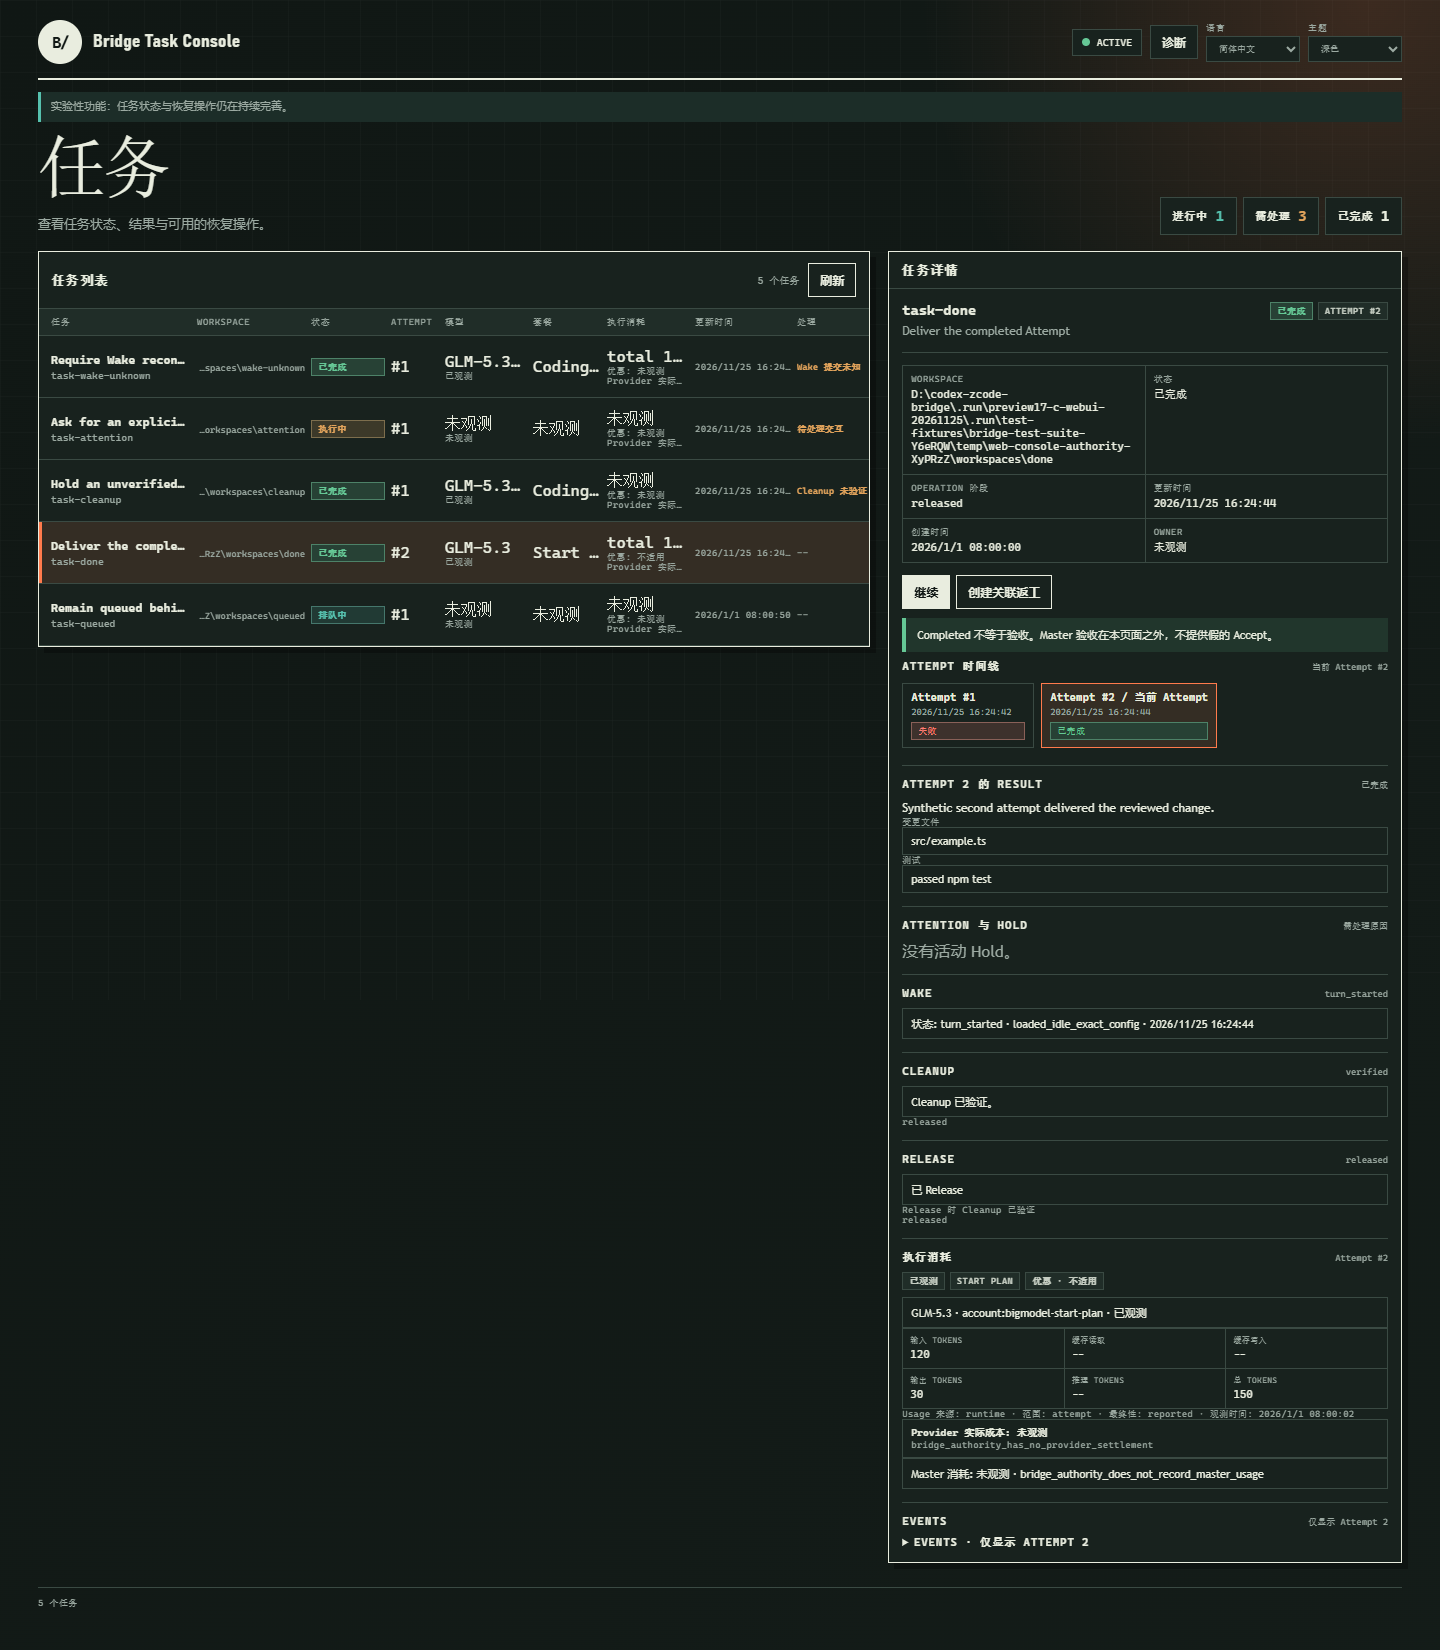 B/ Bridge Task Console
ACTIVE
诊断
语言
简体中文
主题
深色
实验性功能：任务状态与恢复操作仍在持续完善。
任务
查看任务状态、结果与可用的恢复操作。
进行中 1
需处理 3
已完成 1
任务列表
5 个任务
刷新
任务 WORKSPACE 状态 ATTEMPT 模型 套餐 执行消耗 更新时间 处理
Require Wake recon… …spaces\wake-unknown 已完成 #1 GLM-5.3… Coding… total 1… 2026/11/25 16:24… Wake 提交未知
task-wake-unknown 已观测 优惠: 未观测
Provider 实际…
Ask for an explici… …orkspaces\attention 执行中 #1 未观测 未观测 未观测 2026/11/25 16:24… 待处理交互
task-attention 未观测 优惠: 未观测
Provider 实际…
Hold an unverified… …\workspaces\cleanup 已完成 #1 GLM-5.3… Coding… 未观测 2026/11/25 16:24… Cleanup 未验证
task-cleanup 已观测 优惠: 未观测
Provider 实际…
Deliver the comple… …RzZ\workspaces\done 已完成 #2 GLM-5.3 Start … total 1… 2026/11/25 16:24… --
task-done 已观测 优惠: 不适用
Provider 实际…
Remain queued behi… …Z\workspaces\queued 排队中 #1 未观测 未观测 未观测 2026/1/1 08:00:50 --
task-queued 未观测 优惠: 未观测
Provider 实际…
任务详情
task-done 已完成 ATTEMPT #2
Deliver the completed Attempt
WORKSPACE
D:\codex-zcode-
bridge\.run\preview17-c-webui-
20261125\.run\test-
fixtures\bridge-test-suite-
Y6eRQW\temp\web-console-authority-
XyPRzZ\workspaces\done
状态
已完成
OPERATION 阶段
released
更新时间
2026/11/25 16:24:44
创建时间
2026/1/1 08:00:00
OWNER
未观测
继续
创建关联返工
Completed 不等于验收。Master 验收在本页面之外，不提供假的 Accept。
ATTEMPT 时间线 当前 Attempt #2
Attempt #1
2026/11/25 16:24:42
失败
Attempt #2 / 当前 Attempt
2026/11/25 16:24:44
已完成
ATTEMPT 2 的 RESULT 已完成
Synthetic second attempt delivered the reviewed change.
变更文件
src/example.ts
测试
passed npm test
ATTENTION 与 HOLD 需处理原因
没有活动 Hold。
WAKE turn_started
状态: turn_started · loaded_idle_exact_config · 2026/11/25 16:24:44
CLEANUP verified
Cleanup 已验证。
released
RELEASE released
已 Release
Release 时 Cleanup 已验证
released
执行消耗 Attempt #2
已观测 START PLAN 优惠 · 不适用
GLM-5.3 · account:bigmodel-start-plan · 已观测
输入 TOKENS
120
缓存读取
--
缓存写入
--
输出 TOKENS
30
推理 TOKENS
--
总 TOKENS
150
Usage 来源: runtime · 范围: attempt · 最终性: reported · 观测时间: 2026/1/1 08:00:02
Provider 实际成本: 未观测
bridge_authority_has_no_provider_settlement
Master 消耗: 未观测 · bridge_authority_does_not_record_master_usage
EVENTS 仅显示 Attempt 2
EVENTS · 仅显示 ATTEMPT 2
5 个任务